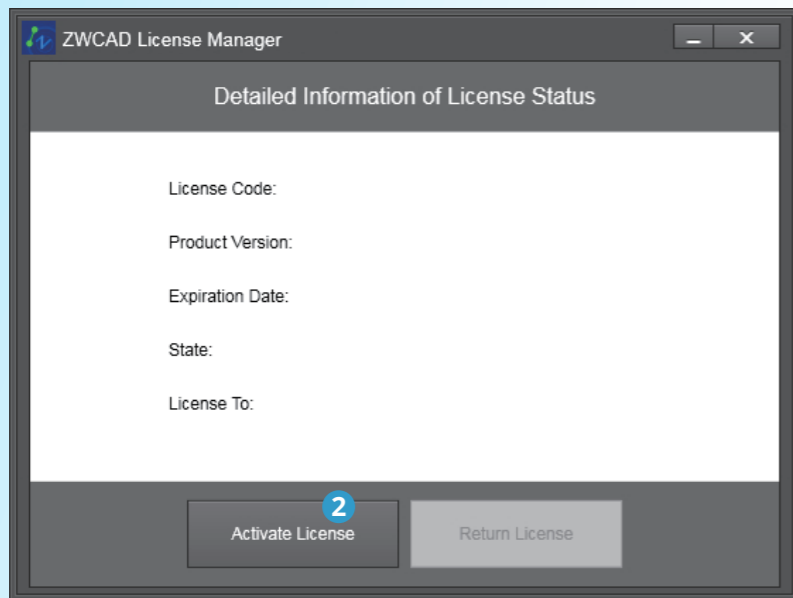 ZWCAD License Manager
Detailed Information of License Status
License Code:
Product Version:
Expiration Date:
State:
License To:
2
Activate License
Return License